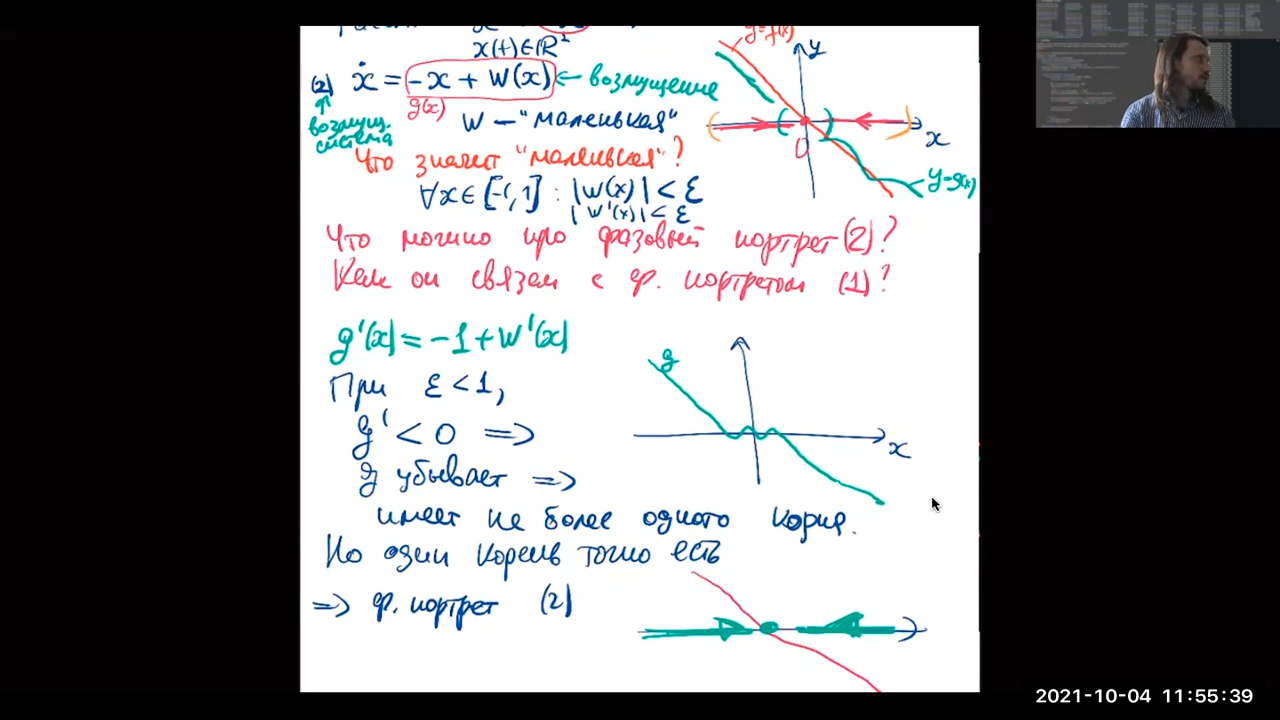 x(t) ∈ ℝ²
(2) ẋ = -x + w(x) ← возмущение
g(x)
возмущ. система
w – "маленькая"
Что значит "маленькая"?
∀x ∈ [-1, 1] : |w(x)| < ε
|w'(x)| < ε
y=f(x)
y
x
0
y=g(x)
Что можно про фазовый портрет (2)?
Как он связан с ф. портретом (1)?
g'(x) = -1 + w'(x)
При ε < 1,
g' < 0 =>
g убывает =>
имеет не более одного корня.
Но один корень точно есть
=> ф. портрет (2)
g
x
2021-10-04 11:55:39